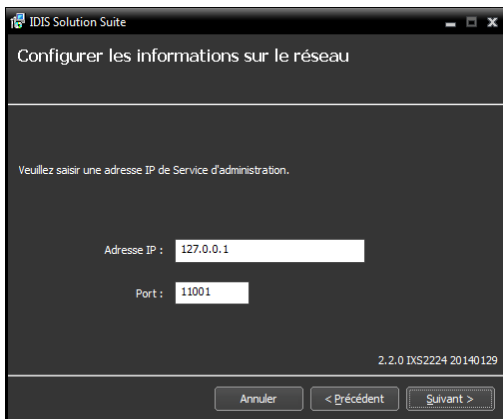 IDIS Solution Suite
Configurer les informations sur le réseau
Veuillez saisir une adresse IP de Service d'administration.
Adresse IP : 127.0.0.1
Port : 11001
2.2.0 IXS2224 20140129
Annuler < Précédent Suivant >